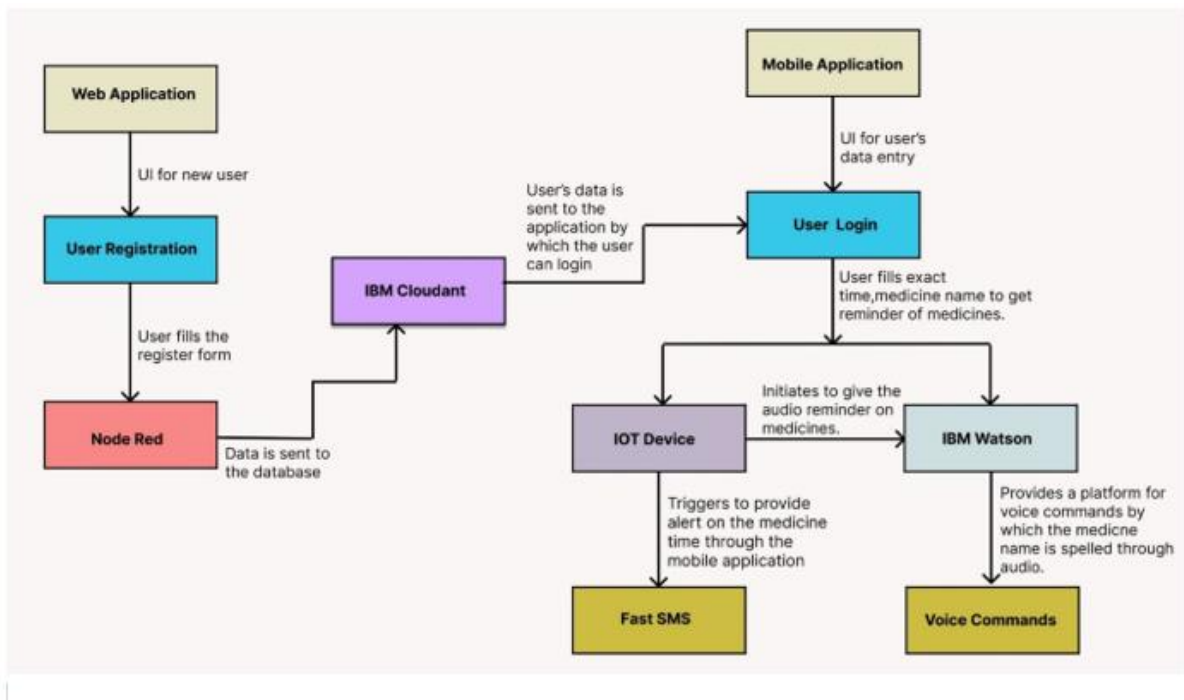 Web Application
UI for new user
User Registration
User fills the
register form
Node Red
Data is sent to
the database
IBM Cloudant
User's data is
sent to the
application by
which the user
can login
Mobile Application
UI for user's
data entry
User Login
User fills exact
time,medicine name to get
reminder of medicines.
IOT Device
Initiates to give the
audio reminder on
medicines.
IBM Watson
Triggers to provide
alert on the medicine
time through the
mobile application
Provides a platform for
voice commands by
which the medicne
name is spelled through
audio.
Fast SMS
Voice Commands